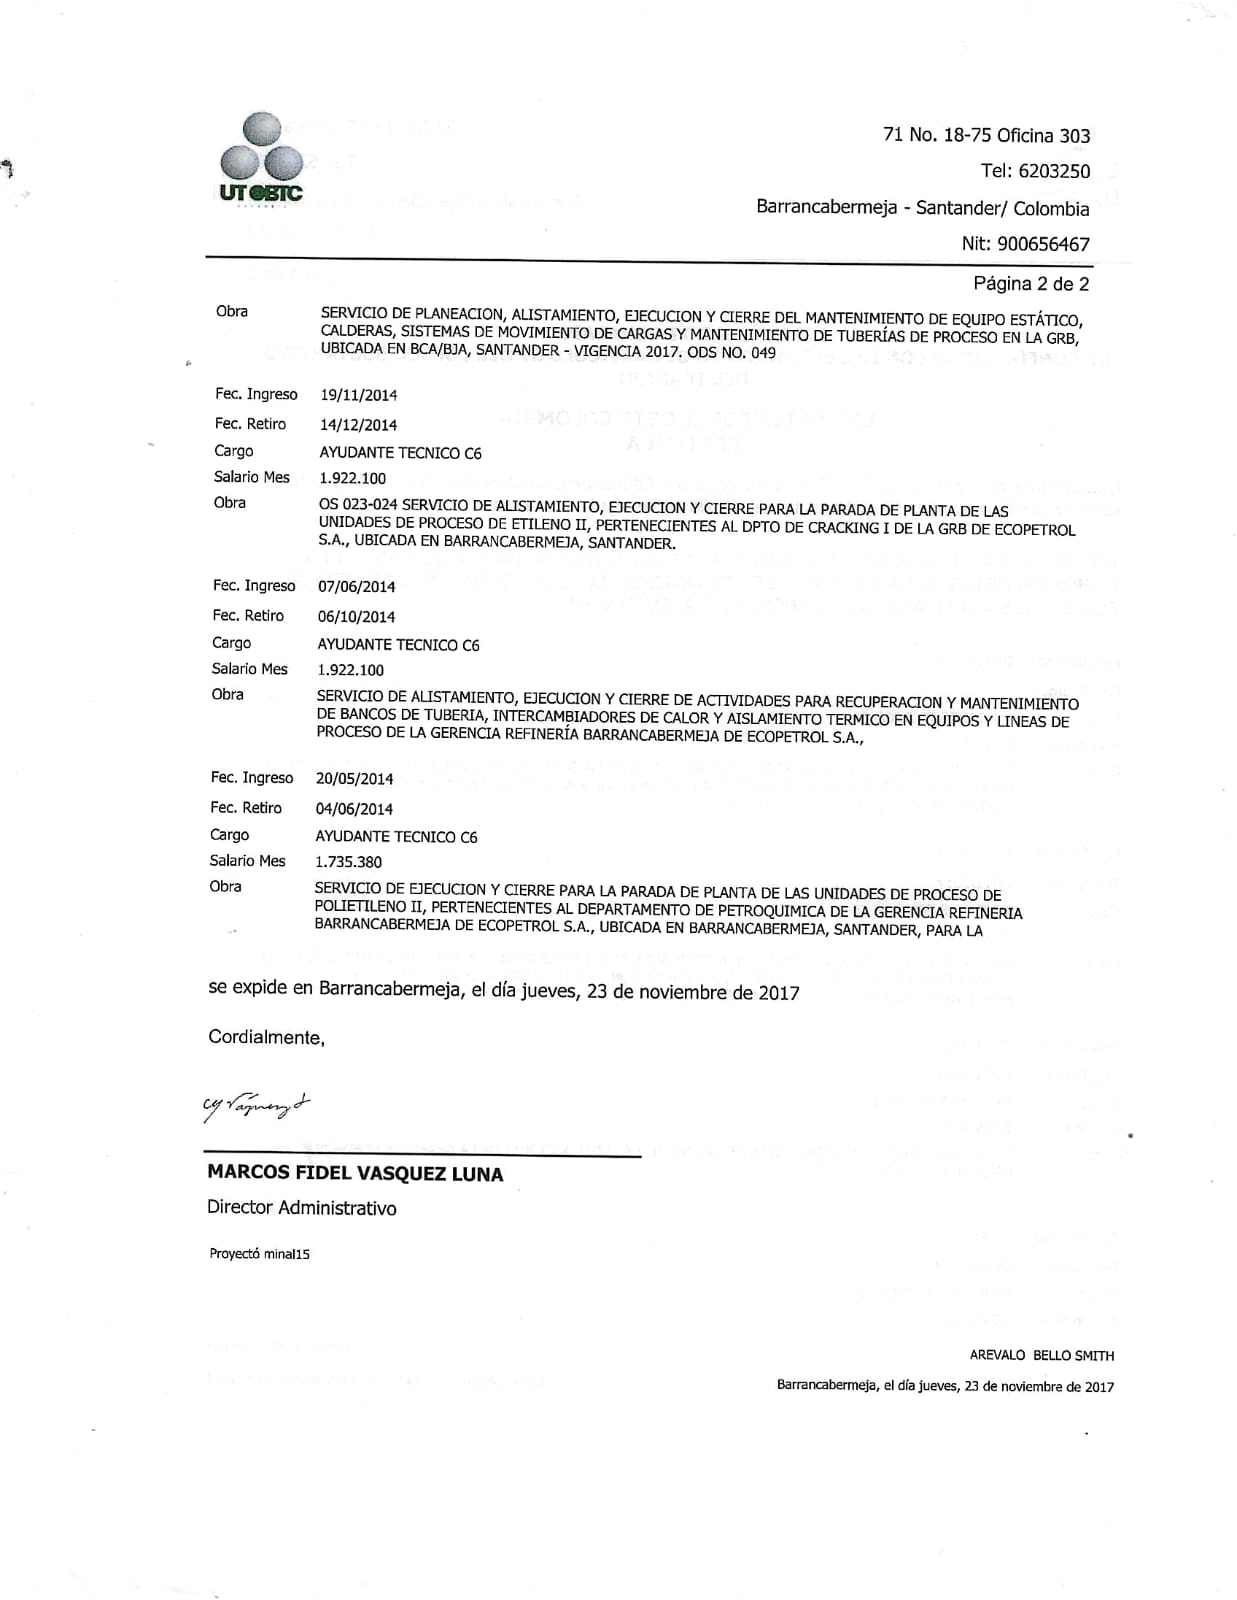 UT OBTC
71 No. 18-75 Oficina 303
Tel: 6203250
Barrancabermeja - Santander/ Colombia
Nit: 900656467
Página 2 de 2
Obra SERVICIO DE PLANEACION, ALISTAMIENTO, EJECUCION Y CIERRE DEL MANTENIMIENTO DE EQUIPO ESTÁTICO,
CALDERAS, SISTEMAS DE MOVIMIENTO DE CARGAS Y MANTENIMIENTO DE TUBERÍAS DE PROCESO EN LA GRB,
UBICADA EN BCA/BJA, SANTANDER - VIGENCIA 2017. ODS NO. 049
Fec. Ingreso 19/11/2014
Fec. Retiro 14/12/2014
Cargo AYUDANTE TECNICO C6
Salario Mes 1.922.100
Obra OS 023-024 SERVICIO DE ALISTAMIENTO, EJECUCION Y CIERRE PARA LA PARADA DE PLANTA DE LAS
UNIDADES DE PROCESO DE ETILENO II, PERTENECIENTES AL DPTO DE CRACKING I DE LA GRB DE ECOPETROL
S.A., UBICADA EN BARRANCABERMEJA, SANTANDER.
Fec. Ingreso 07/06/2014
Fec. Retiro 06/10/2014
Cargo AYUDANTE TECNICO C6
Salario Mes 1.922.100
Obra SERVICIO DE ALISTAMIENTO, EJECUCION Y CIERRE DE ACTIVIDADES PARA RECUPERACION Y MANTENIMIENTO
DE BANCOS DE TUBERIA, INTERCAMBIADORES DE CALOR Y AISLAMIENTO TERMICO EN EQUIPOS Y LINEAS DE
PROCESO DE LA GERENCIA REFINERÍA BARRANCABERMEJA DE ECOPETROL S.A.,
Fec. Ingreso 20/05/2014
Fec. Retiro 04/06/2014
Cargo AYUDANTE TECNICO C6
Salario Mes 1.735.380
Obra SERVICIO DE EJECUCION Y CIERRE PARA LA PARADA DE PLANTA DE LAS UNIDADES DE PROCESO DE
POLIETILENO II, PERTENECIENTES AL DEPARTAMENTO DE PETROQUIMICA DE LA GERENCIA REFINERIA
BARRANCABERMEJA DE ECOPETROL S.A., UBICADA EN BARRANCABERMEJA, SANTANDER, PARA LA
se expide en Barrancabermeja, el día jueves, 23 de noviembre de 2017
Cordialmente,
MARCOS FIDEL VASQUEZ LUNA
Director Administrativo
Proyectó minal15
AREVALO BELLO SMITH
Barrancabermeja, el día jueves, 23 de noviembre de 2017